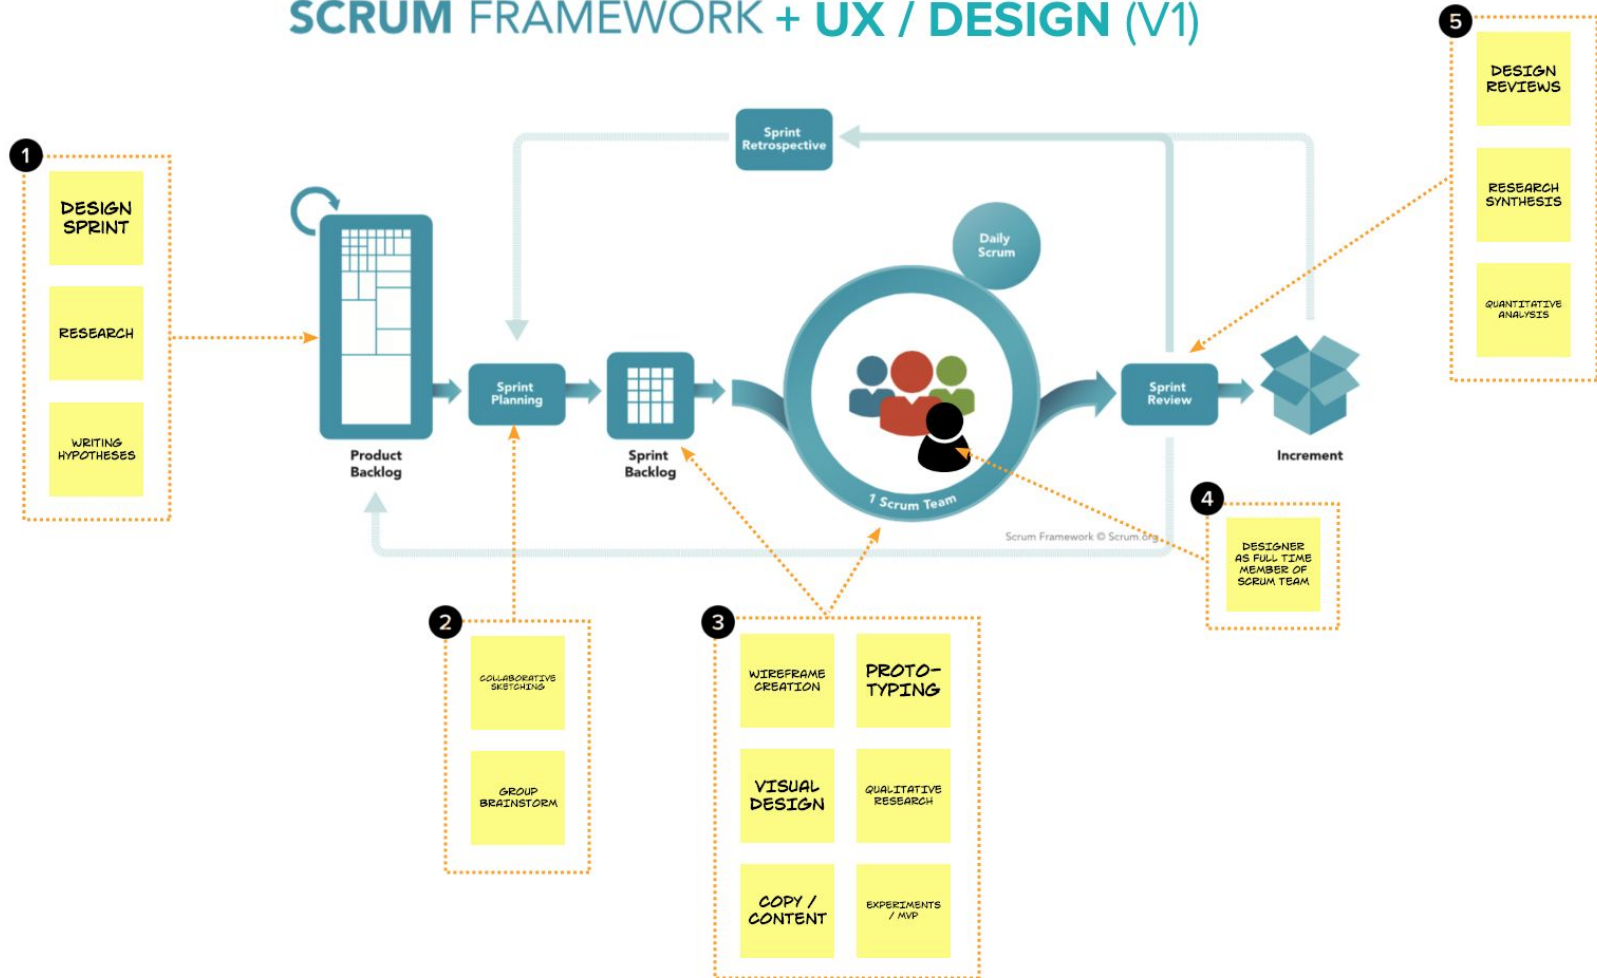 SCRUM FRAMEWORK + UX / DESIGN (V1)
1
DESIGN
SPRINT
RESEARCH
WRITING
HYPOTHESES
Product
Backlog
Sprint
Planning
Sprint
Backlog
Sprint
Retrospective
Daily
Scrum
1 Scrum Team
Sprint
Review
Increment
Scrum Framework © Scrum.org
2
COLLABORATIVE
SKETCHING
GROUP
BRAINSTORM
3
WIREFRAME
CREATION
PROTO-
TYPING
VISUAL
DESIGN
QUALITATIVE
RESEARCH
COPY /
CONTENT
EXPERIMENTS
/ MVP
4
DESIGNER
AS FULL TIME
MEMBER OF
SCRUM TEAM
5
DESIGN
REVIEWS
RESEARCH
SYNTHESIS
QUANTITATIVE
ANALYSIS